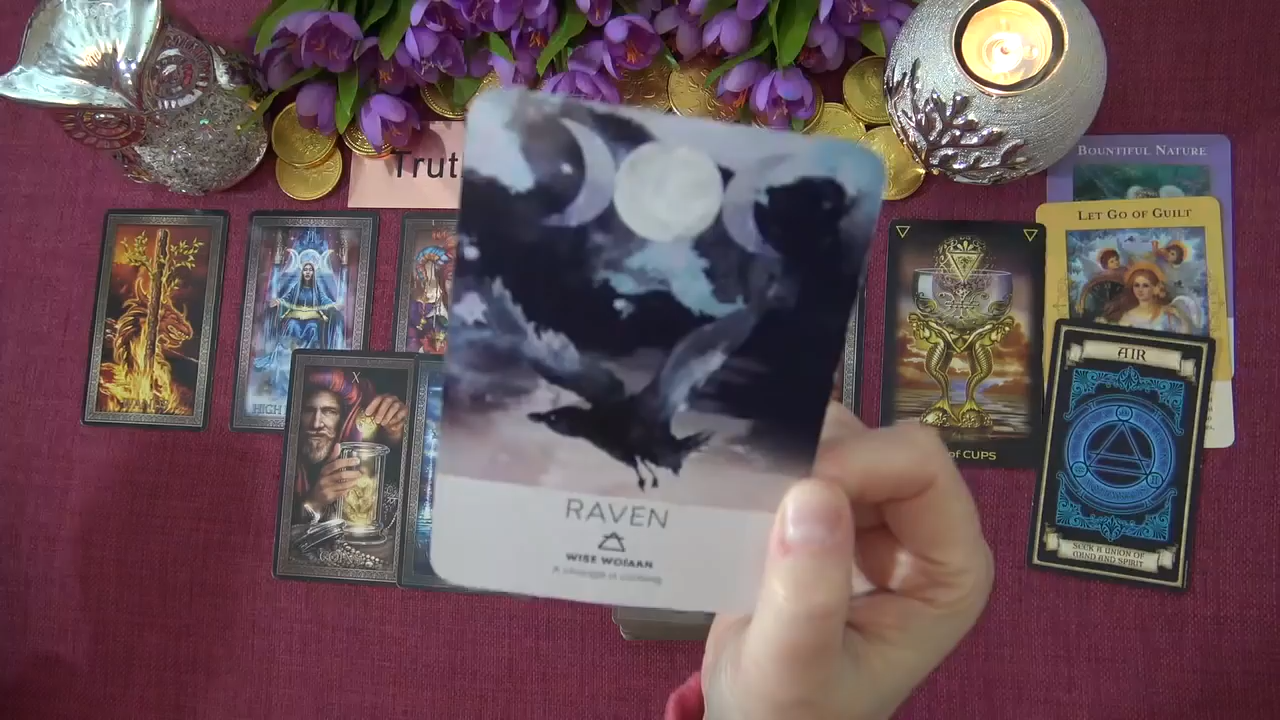 Trut
BOUNTIFUL NATURE
LET GO OF GUILT
HIGH
X
AIR
of CUPS
SEEK A UNION OF
MIND AND SPIRIT
RAVEN
WISE WOMAN